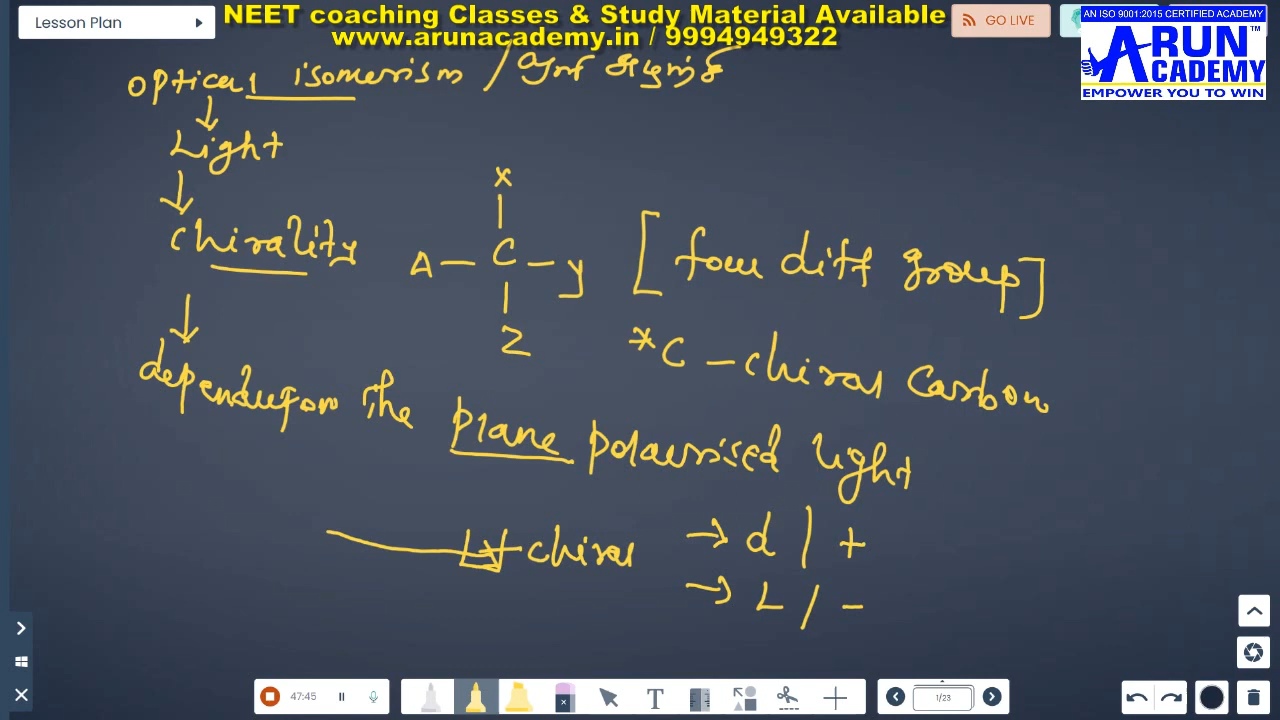 Lesson Plan
NEET coaching Classes & Study Material Available
www.arunacademy.in / 9994949322
GO LIVE
AN ISO 9001:2015 CERTIFIED ACADEMY
ARUN ACADEMY™
EMPOWER YOU TO WIN
optical isomerism /
↓
Light
↓
chirality
X
A — C — y
Z
[four diff group]
*C – chiral Carbon
↓
depend upon the plane polarised light
chiral → d / +
→ L / −
47:45
T
1/23